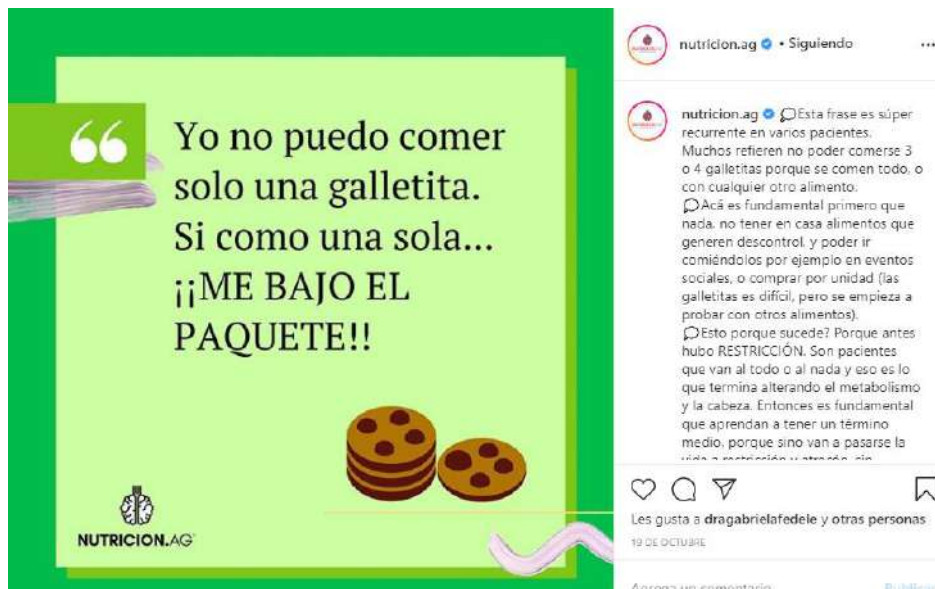 Yo no puedo comer
solo una galletita.
Si como una sola...
¡¡ME BAJO EL
PAQUETE!!
NUTRICION.AG
nutricion.ag • Siguiendo
nutricion.ag Esta frase es súper
recurrente en varios pacientes.
Muchos refieren no poder comerse 3
o 4 galletitas porque se comen todo, o
con cualquier otro alimento.
Acá es fundamental primero que
nada, no tener en casa alimentos que
generen descontrol, y poder ir
comiéndolos por ejemplo en eventos
sociales, o comprar por unidad (las
galletitas es difícil, pero se empieza a
probar con otros alimentos).
Esto porque sucede? Porque antes
hubo RESTRICCIÓN. Son pacientes
que van al todo o al nada y eso es lo
que termina alterando el metabolismo
y la cabeza. Entonces es fundamental
que aprendan a tener un término
medio, porque sino van a pasarse la
Les gusta a dragabrielafedele y otras personas
19 DE OCTUBRE
Agrega un comentario